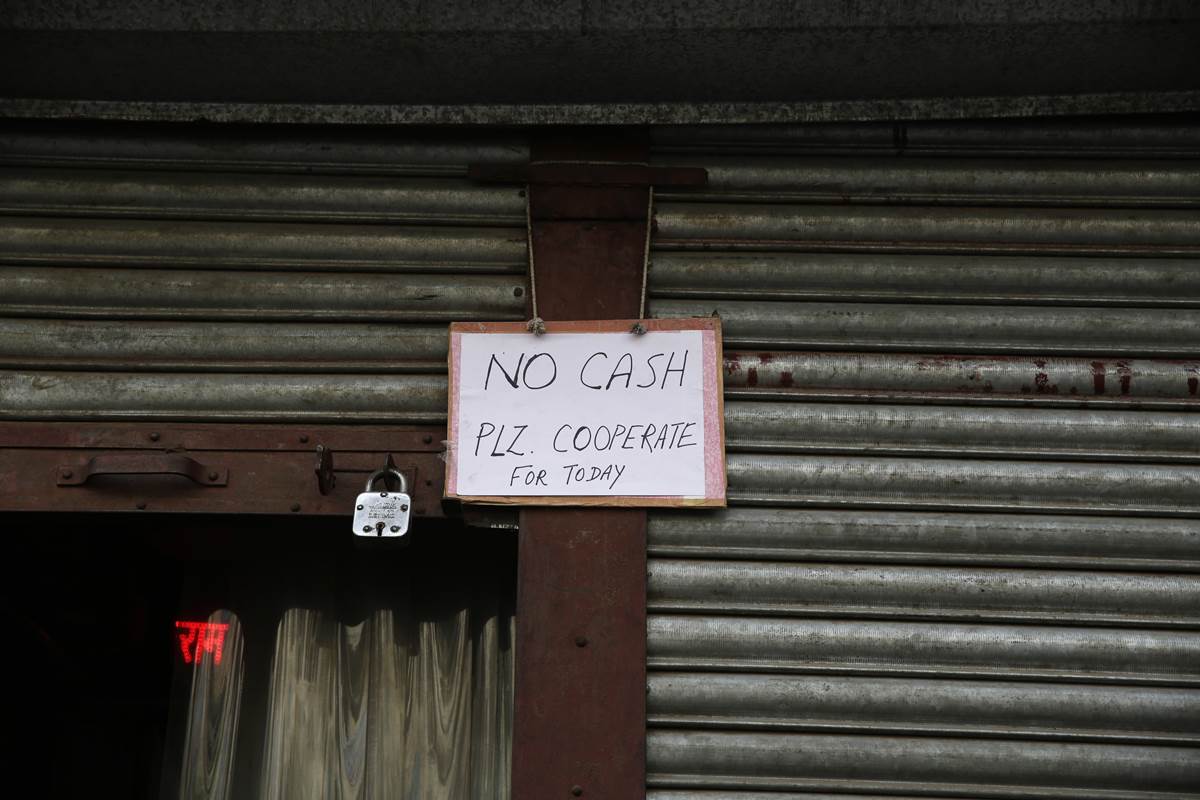 NO CASH
PLZ. COOPERATE
FOR TODAY
राम